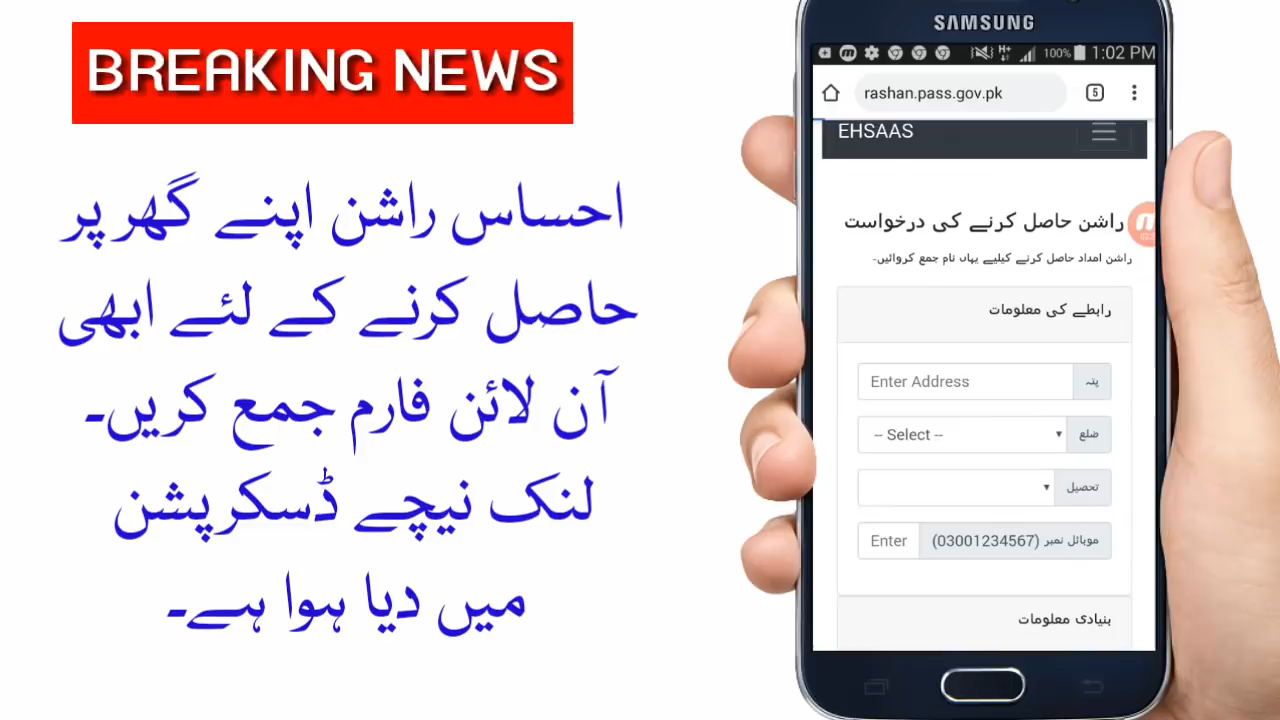 BREAKING NEWS
احساس راشن اپنے گھر پر
حاصل کرنے کے لئے ابھی
آن لائن فارم جمع کریں۔
لنک نیچے ڈسکرپشن
میں دیا ہوا ہے۔
SAMSUNG
100% 1:02 PM
rashan.pass.gov.pk 5
EHSAAS
راشن حاصل کرنے کی درخواست
راشن امداد حاصل کرنے کیلیے یہاں نام جمع کروائیں۔
رابطے کی معلومات
Enter Address پتہ
-- Select -- ضلع
تحصیل
Enter موبائل نمبر (03001234567)
بنیادی معلومات